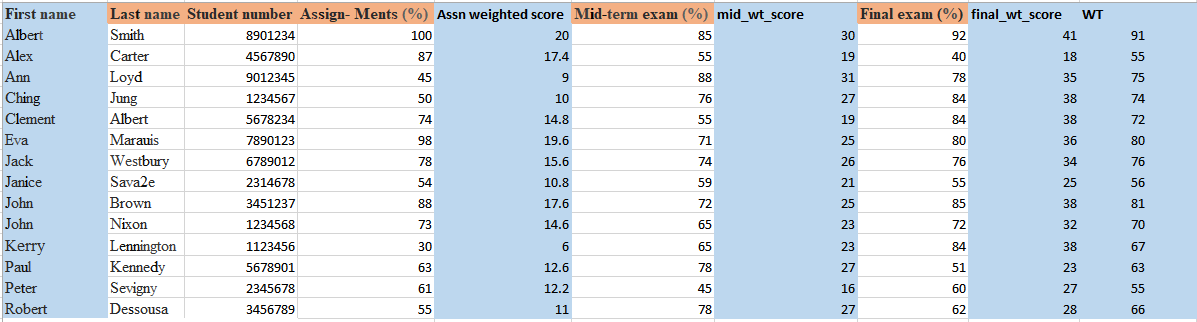 First name Last name Student number Assign- Ments (%) Assn weighted score Mid-term exam (%) mid_wt_score Final exam (%) final_wt_score WT
Albert Smith 8901234 100 20 85 30 92 41 91
Alex Carter 4567890 87 17.4 55 19 40 18 55
Ann Loyd 9012345 45 9 88 31 78 35 75
Ching Jung 1234567 50 10 76 27 84 38 74
Clement Albert 5678234 74 14.8 55 19 84 38 72
Eva Marauis 7890123 98 19.6 71 25 80 36 80
Jack Westbury 6789012 78 15.6 74 26 76 34 76
Janice Sava2e 2314678 54 10.8 59 21 55 25 56
John Brown 3451237 88 17.6 72 25 85 38 81
John Nixon 1234568 73 14.6 65 23 72 32 70
Kerry Lennington 1123456 30 6 65 23 84 38 67
Paul Kennedy 5678901 63 12.6 78 27 51 23 63
Peter Sevigny 2345678 61 12.2 45 16 60 27 55
Robert Dessousa 3456789 55 11 78 27 62 28 66